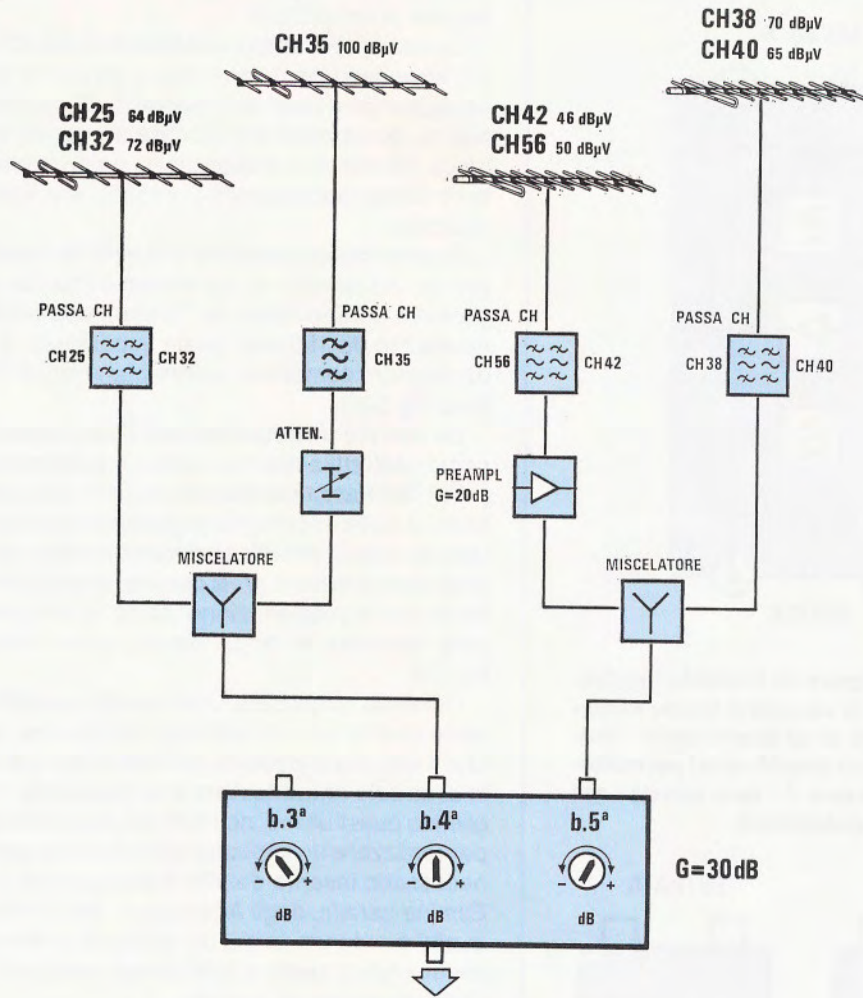 CH38 70 dBµV
CH40 65 dBµV
CH35 100 dBµV
CH25 64 dBµV
CH32 72 dBµV
CH42 46 dBµV
CH56 50 dBµV
PASSA CH
CH25 CH32
PASSA CH
CH35
PASSA CH
CH56 CH42
PASSA CH
CH38 CH40
ATTEN.
PREAMPL
G=20dB
MISCELATORE
MISCELATORE
b.3ª b.4ª b.5ª
- + - + - +
dB dB dB
G=30dB